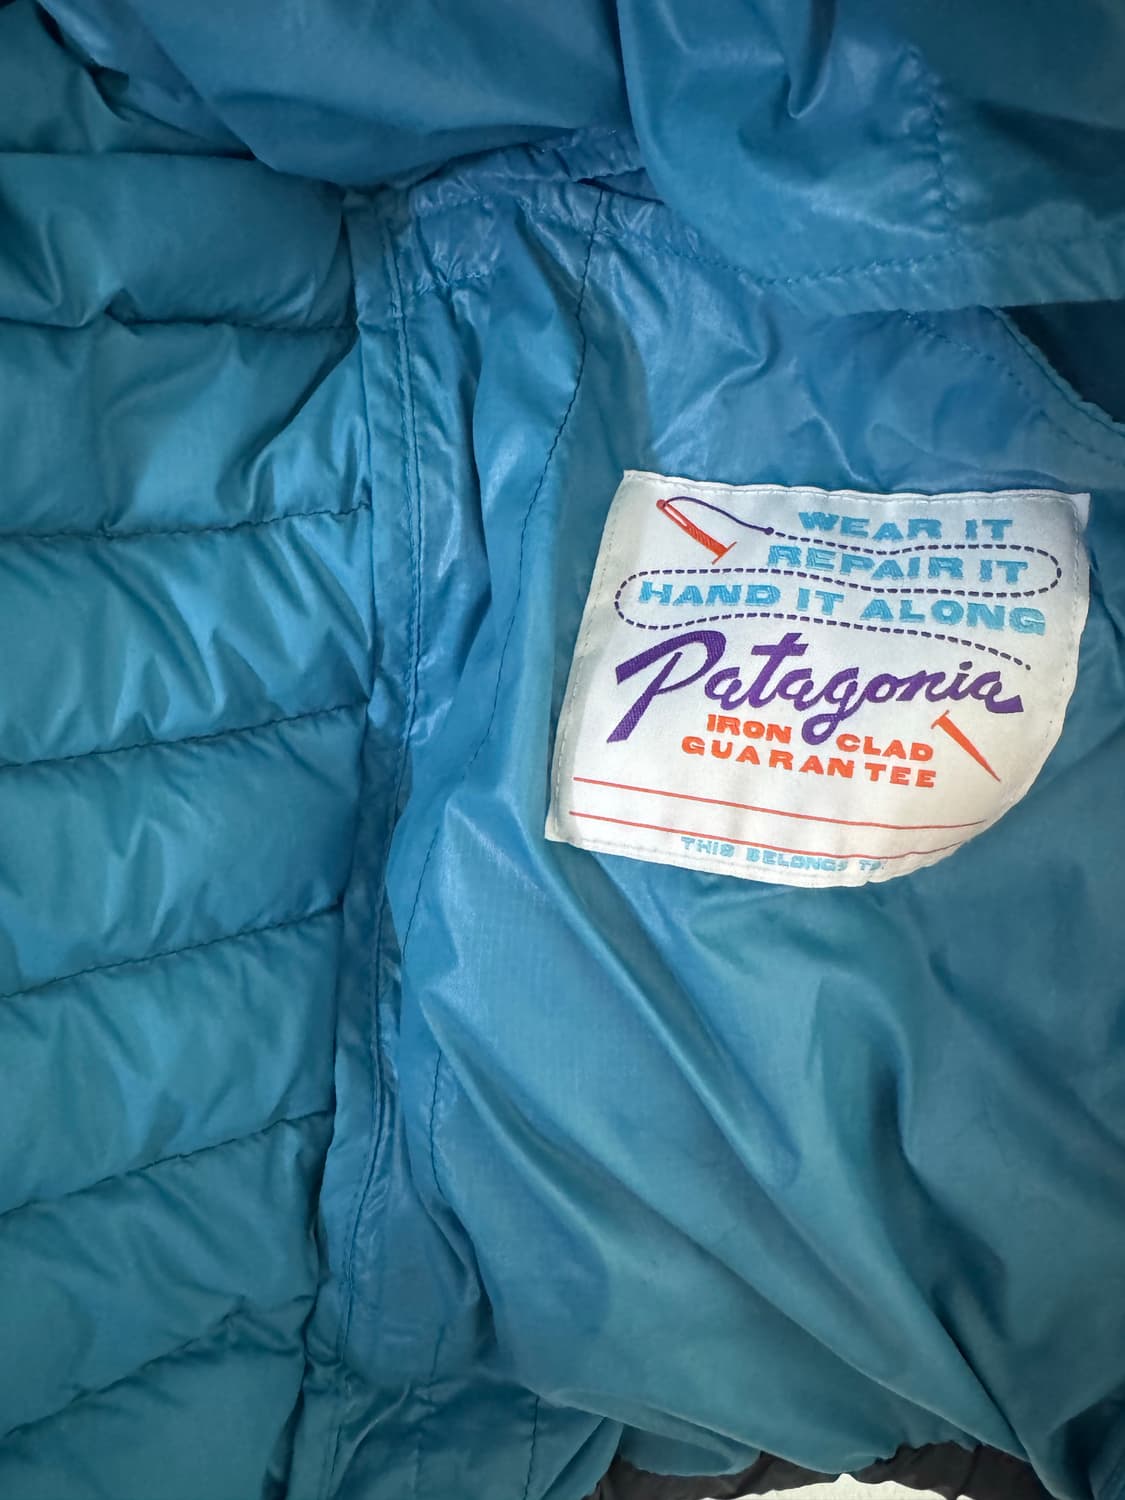 WEAR IT
REPAIR IT
HAND IT ALONG
Patagonia
IRON CLAD
GUARANTEE
THIS BELONGS TO